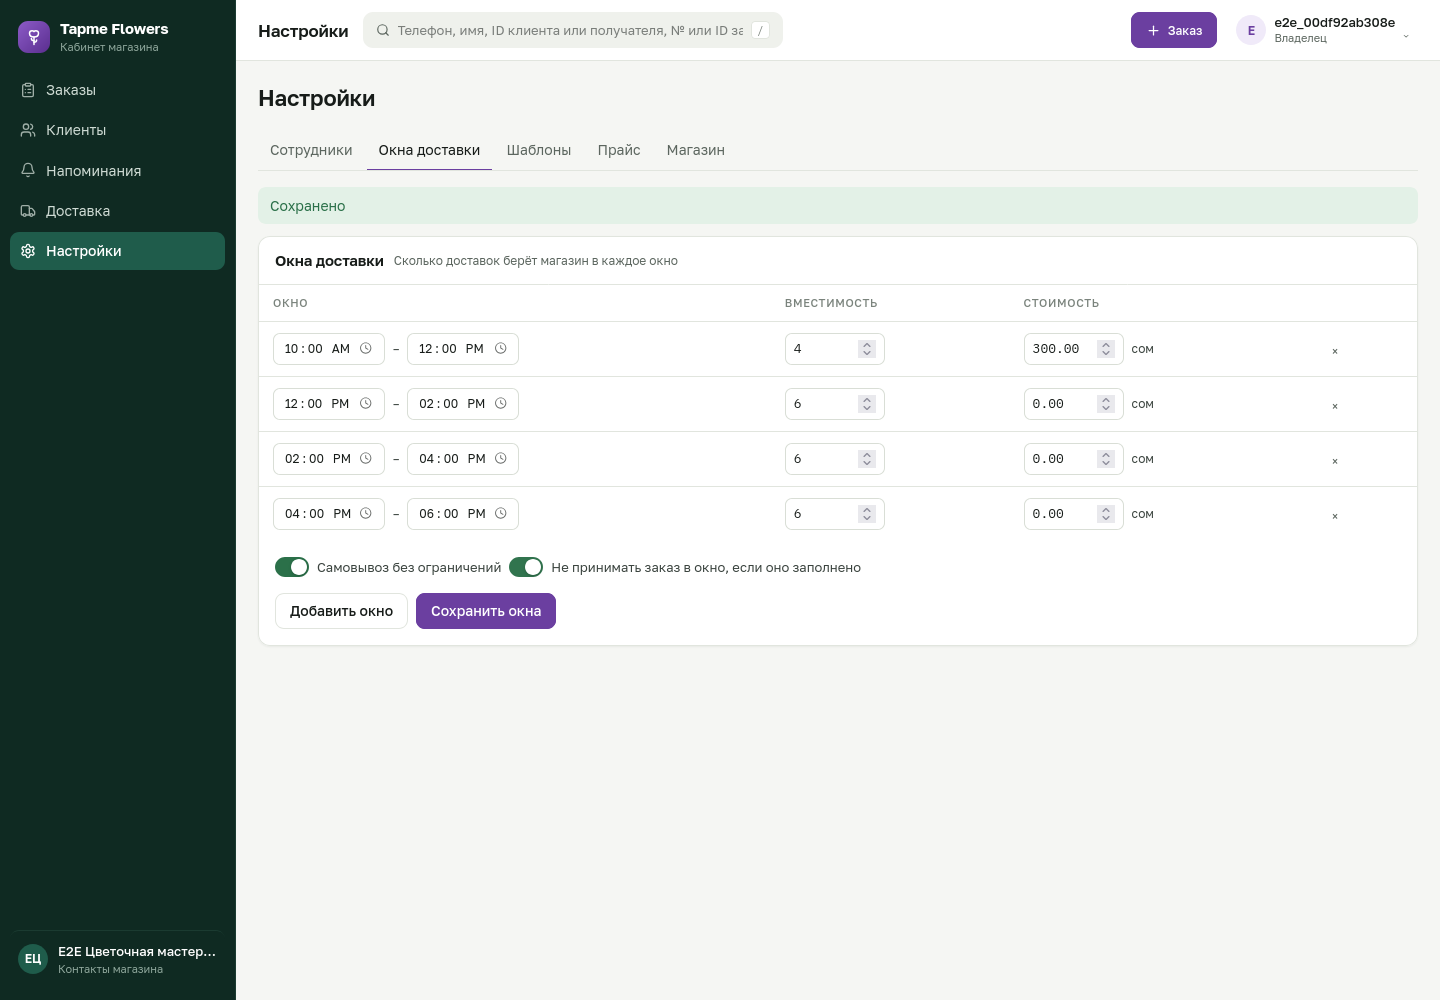 Tapme Flowers
Кабинет магазина
Заказы
Клиенты
Напоминания
Доставка
Настройки
E2E Цветочная мастер...
Контакты магазина
ЕЦ
Настройки
Телефон, имя, ID клиента или получателя, № или ID за
/
+ Заказ
E
e2e_00df92ab308e
Владелец
Настройки
Сотрудники Окна доставки Шаблоны Прайс Магазин
Сохранено
Окна доставки Сколько доставок берёт магазин в каждое окно
ОКНО ВМЕСТИМОСТЬ СТОИМОСТЬ
10:00 AM – 12:00 PM 4 300.00 сом ×
12:00 PM – 02:00 PM 6 0.00 сом ×
02:00 PM – 04:00 PM 6 0.00 сом ×
04:00 PM – 06:00 PM 6 0.00 сом ×
Самовывоз без ограничений Не принимать заказ в окно, если оно заполнено
Добавить окно Сохранить окна